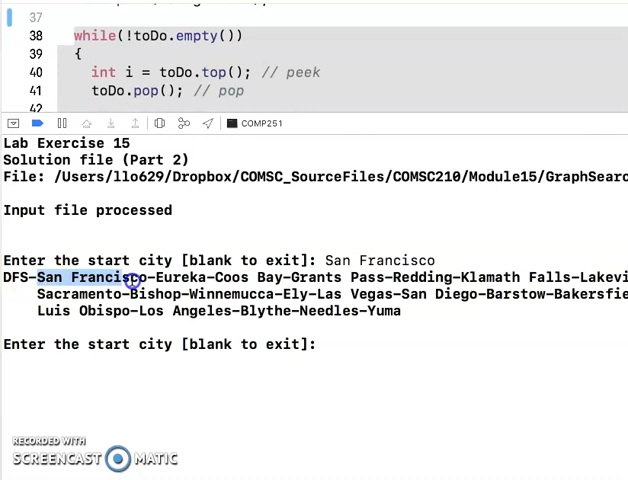 37
38 while(!toDo.empty())
39 {
40 int i = toDo.top(); // peek
41 toDo.pop(); // pop
42
COMP251
Lab Exercise 15
Solution file (Part 2)
File: /Users/llo629/Dropbox/COMSC_SourceFiles/COMSC210/Module15/GraphSearc
Input file processed
Enter the start city [blank to exit]: San Francisco
DFS-San Francisco-Eureka-Coos Bay-Grants Pass-Redding-Klamath Falls-Lakevi
Sacramento-Bishop-Winnemucca-Ely-Las Vegas-San Diego-Barstow-Bakersfie
Luis Obispo-Los Angeles-Blythe-Needles-Yuma
Enter the start city [blank to exit]:
RECORDED WITH
SCREENCAST MATIC